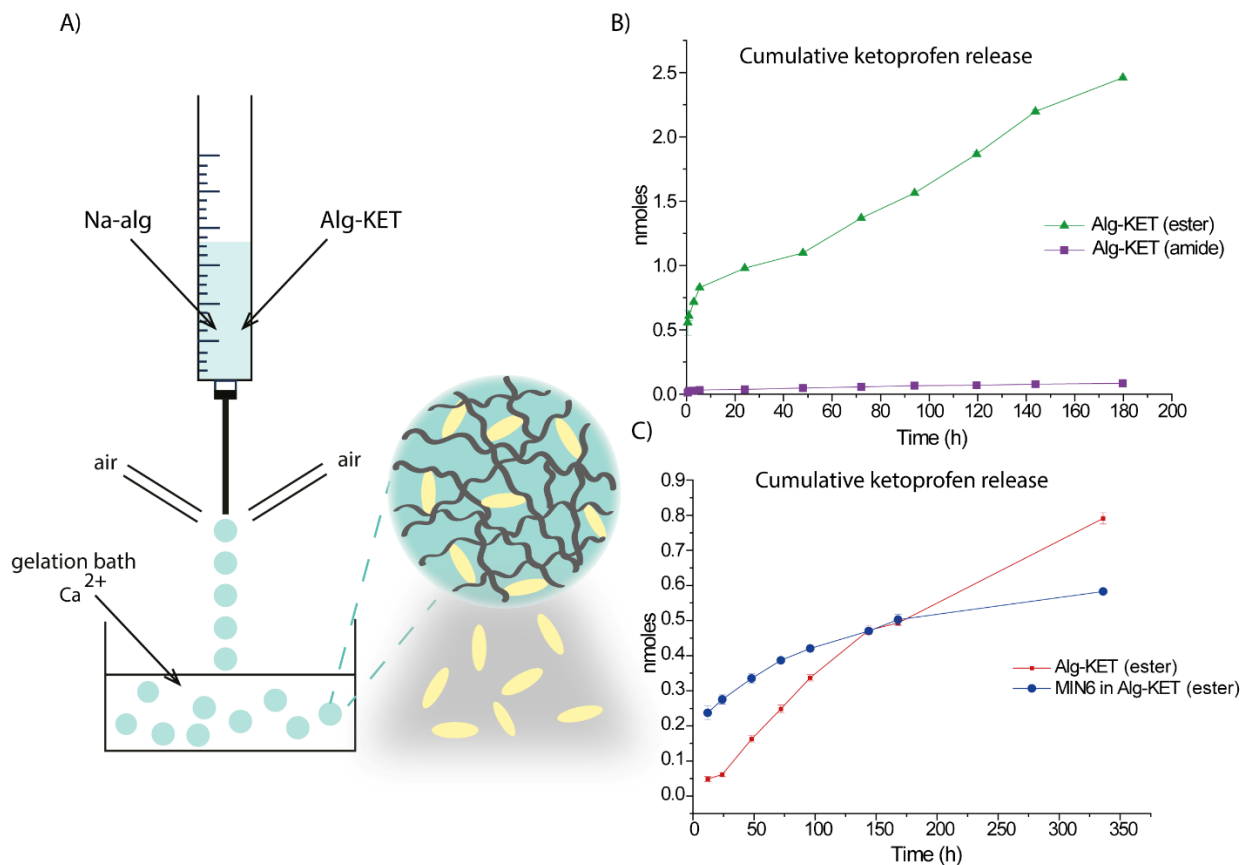 A)
Na-alg
Alg-KET
air
air
gelation bath
Ca2+
B)
Cumulative ketoprofen release
2.5
2.0
1.5
1.0
0.5
0.0
nmoles
Alg-KET (ester)
Alg-KET (amide)
0 20 40 60 80 100 120 140 160 180 200
Time (h)
C)
Cumulative ketoprofen release
0.9
0.8
0.7
0.6
0.5
0.4
0.3
0.2
0.1
0.0
nmoles
Alg-KET (ester)
MIN6 in Alg-KET (ester)
0 50 100 150 200 250 300 350
Time (h)